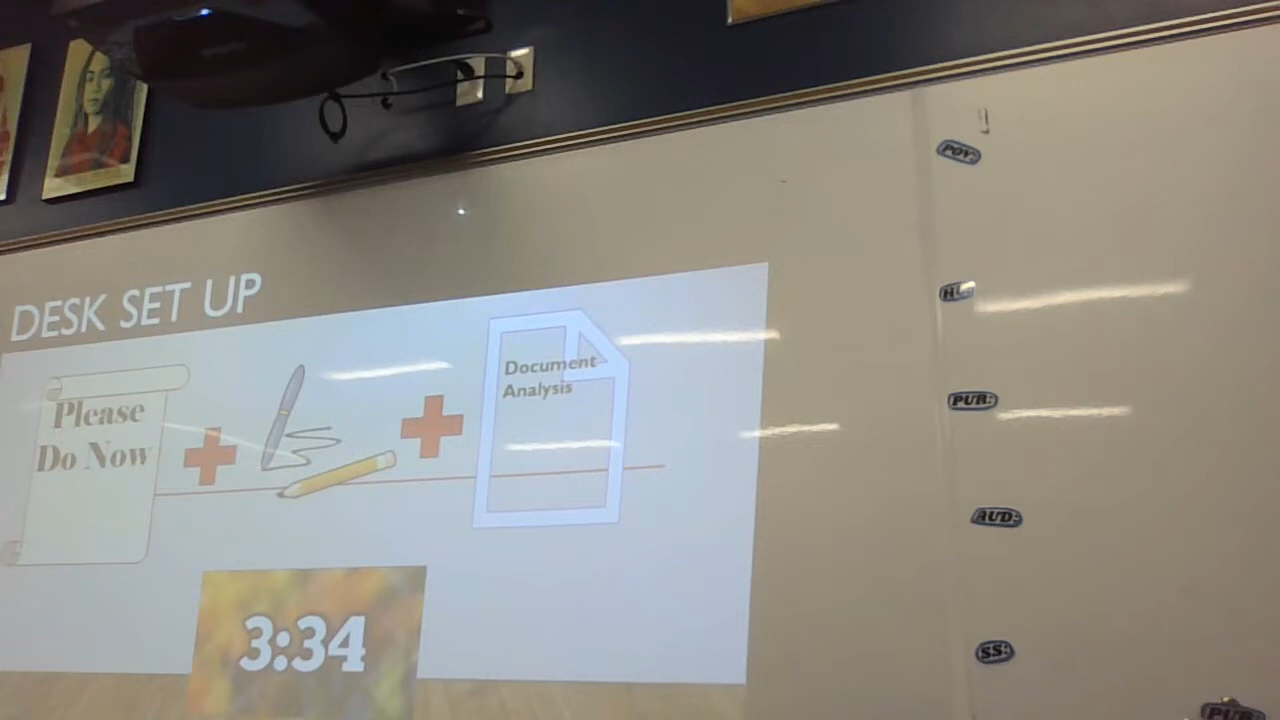 DESK SET UP
Please
Do Now
Document
Analysis
3:34
POV:
PUR:
AUD:
SS: